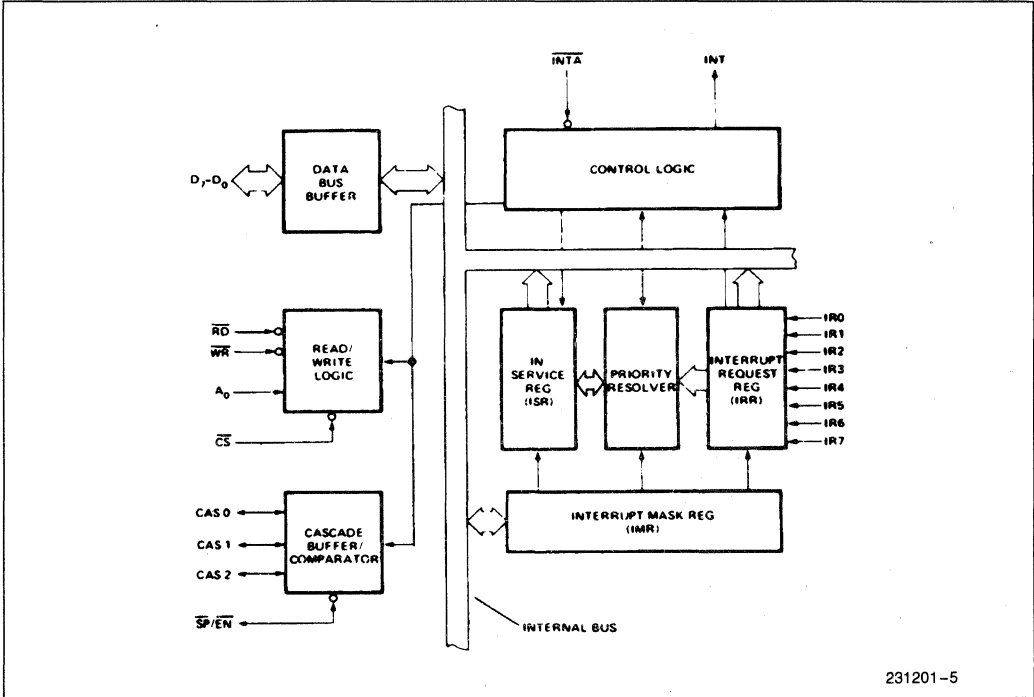 INTA
INT
CONTROL LOGIC
D7-D0
DATA
BUS
BUFFER
RD
WR
A0
CS
READ/
WRITE
LOGIC
IN
SERVICE
REG
(ISR)
PRIORITY
RESOLVER
INTERRUPT
REQUEST
REG
(IRR)
IR0
IR1
IR2
IR3
IR4
IR5
IR6
IR7
CAS 0
CAS 1
CAS 2
SP/EN
CASCADE
BUFFER/
COMPARATOR
INTERRUPT MASK REG
(IMR)
INTERNAL BUS
231201-5